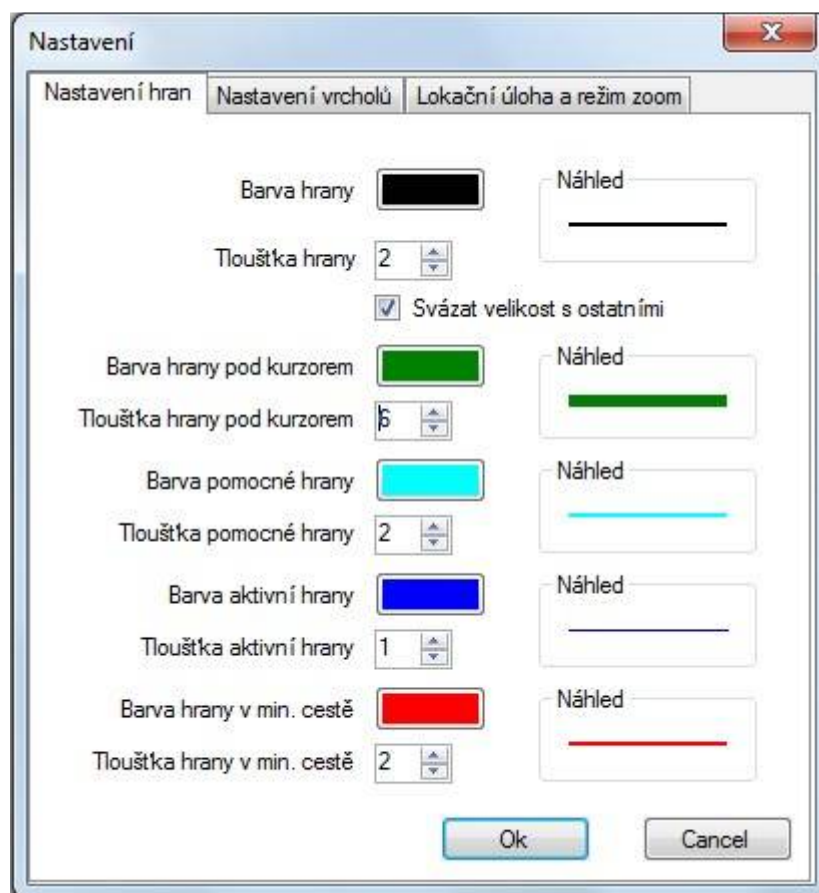 Nastavení
Nastavení hran Nastavení vrcholů Lokační úloha a režim zoom
Barva hrany Náhled
Tloušťka hrany 2
Svázat velikost s ostatními
Barva hrany pod kurzorem Náhled
Tloušťka hrany pod kurzorem 6
Barva pomocné hrany Náhled
Tloušťka pomocné hrany 2
Barva aktivní hrany Náhled
Tloušťka aktivní hrany 1
Barva hrany v min. cestě Náhled
Tloušťka hrany v min. cestě 2
Ok Cancel